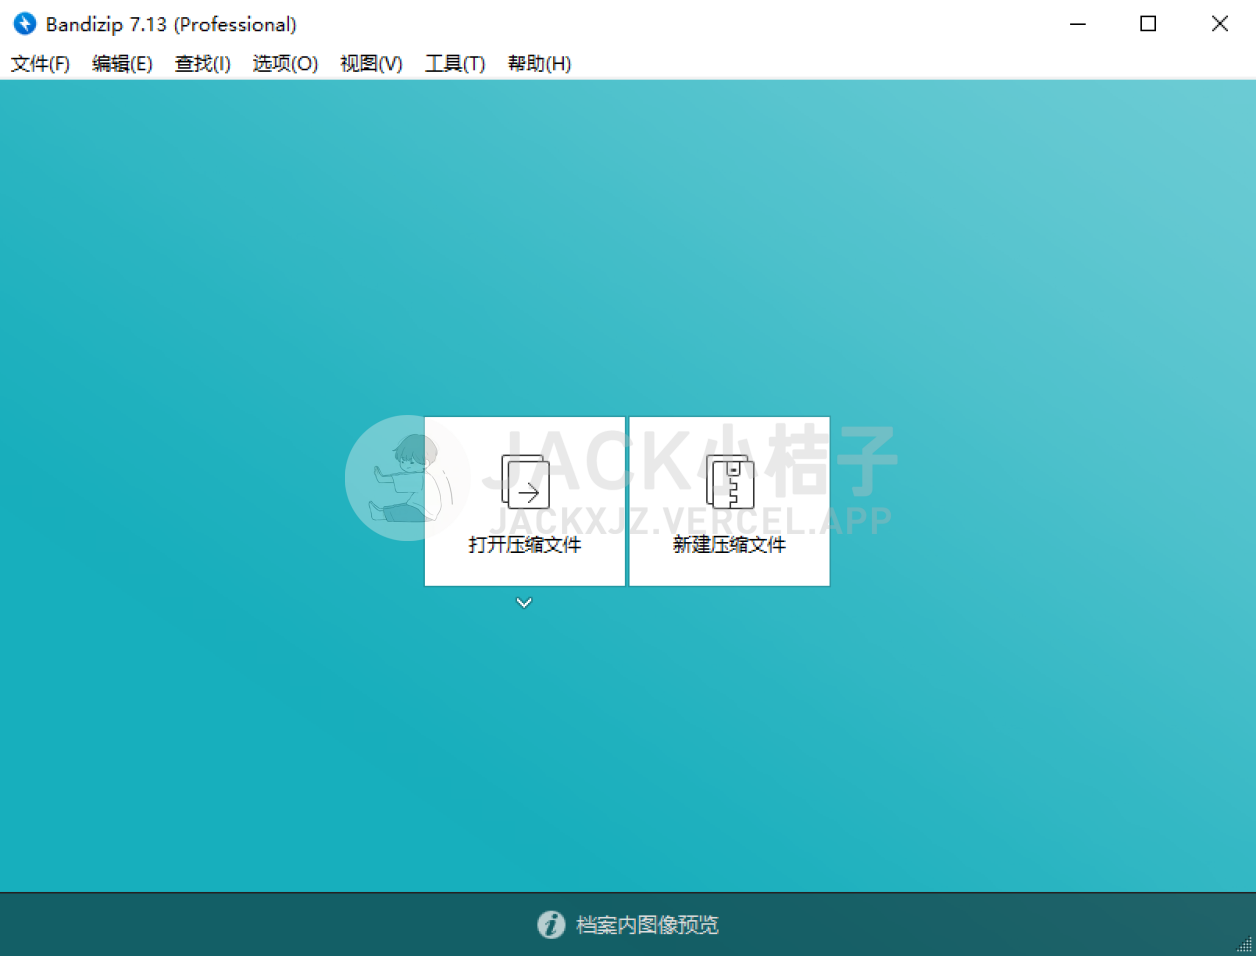 Bandizip 7.13 (Professional)
文件(F) 编辑(E) 查找(I) 选项(O) 视图(V) 工具(T) 帮助(H)
JACK小桔子
JACKXJZ.VERCEL.APP
打开压缩文件 新建压缩文件
档案内图像预览